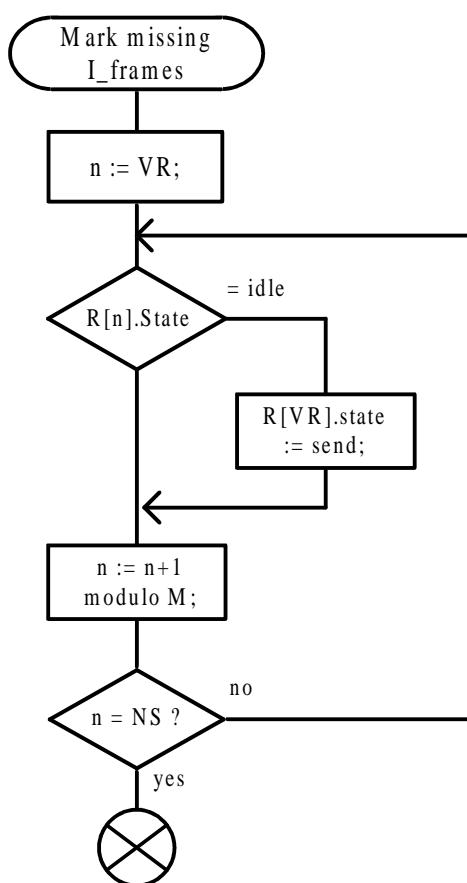 Mark missing
I_frames
n := VR;
= idle
R[n].State
R[VR].state
:= send;
n := n+1
modulo M;
no
n = NS ?
yes